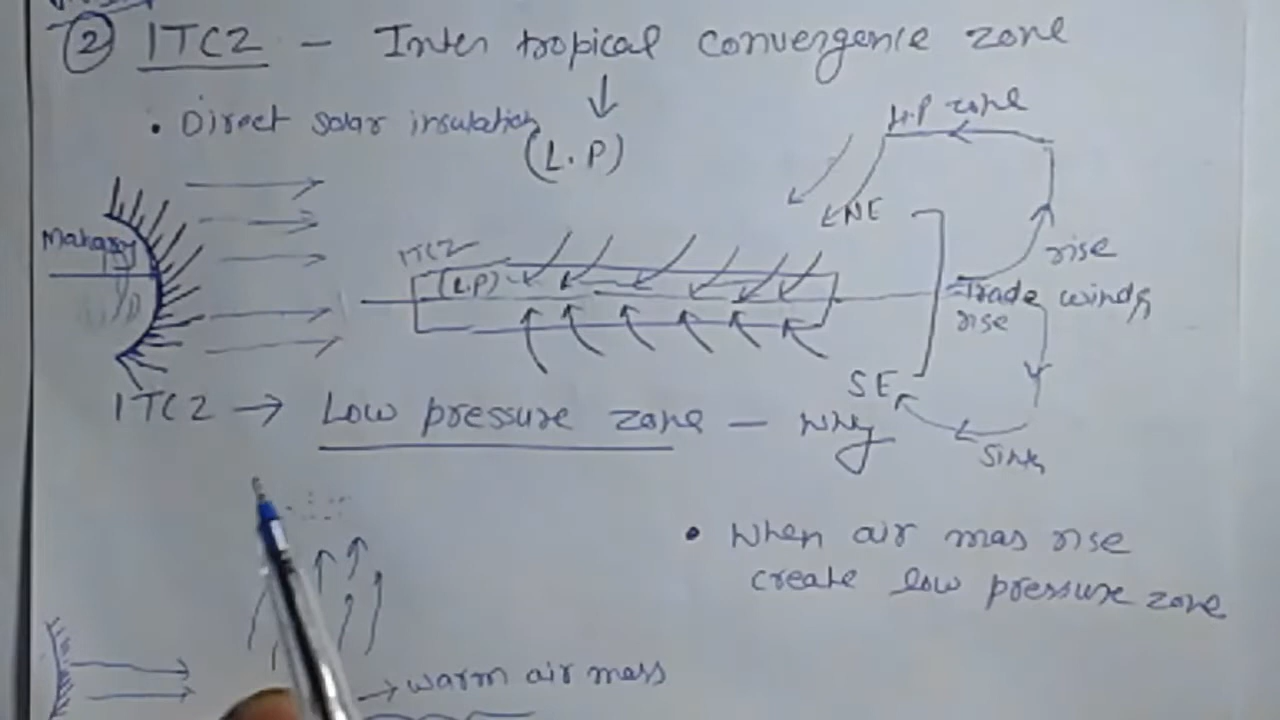 ② ITCZ - Inter tropical convergence zone
• Direct solar insulation
(L.P)
H.P zone
NE
ITCZ
(L.P)
rise
Trade winds
rise
SE
Sink
ITCZ → Low pressure zone - Why
• When air mas rise
create low pressure zone
→ warm air mass